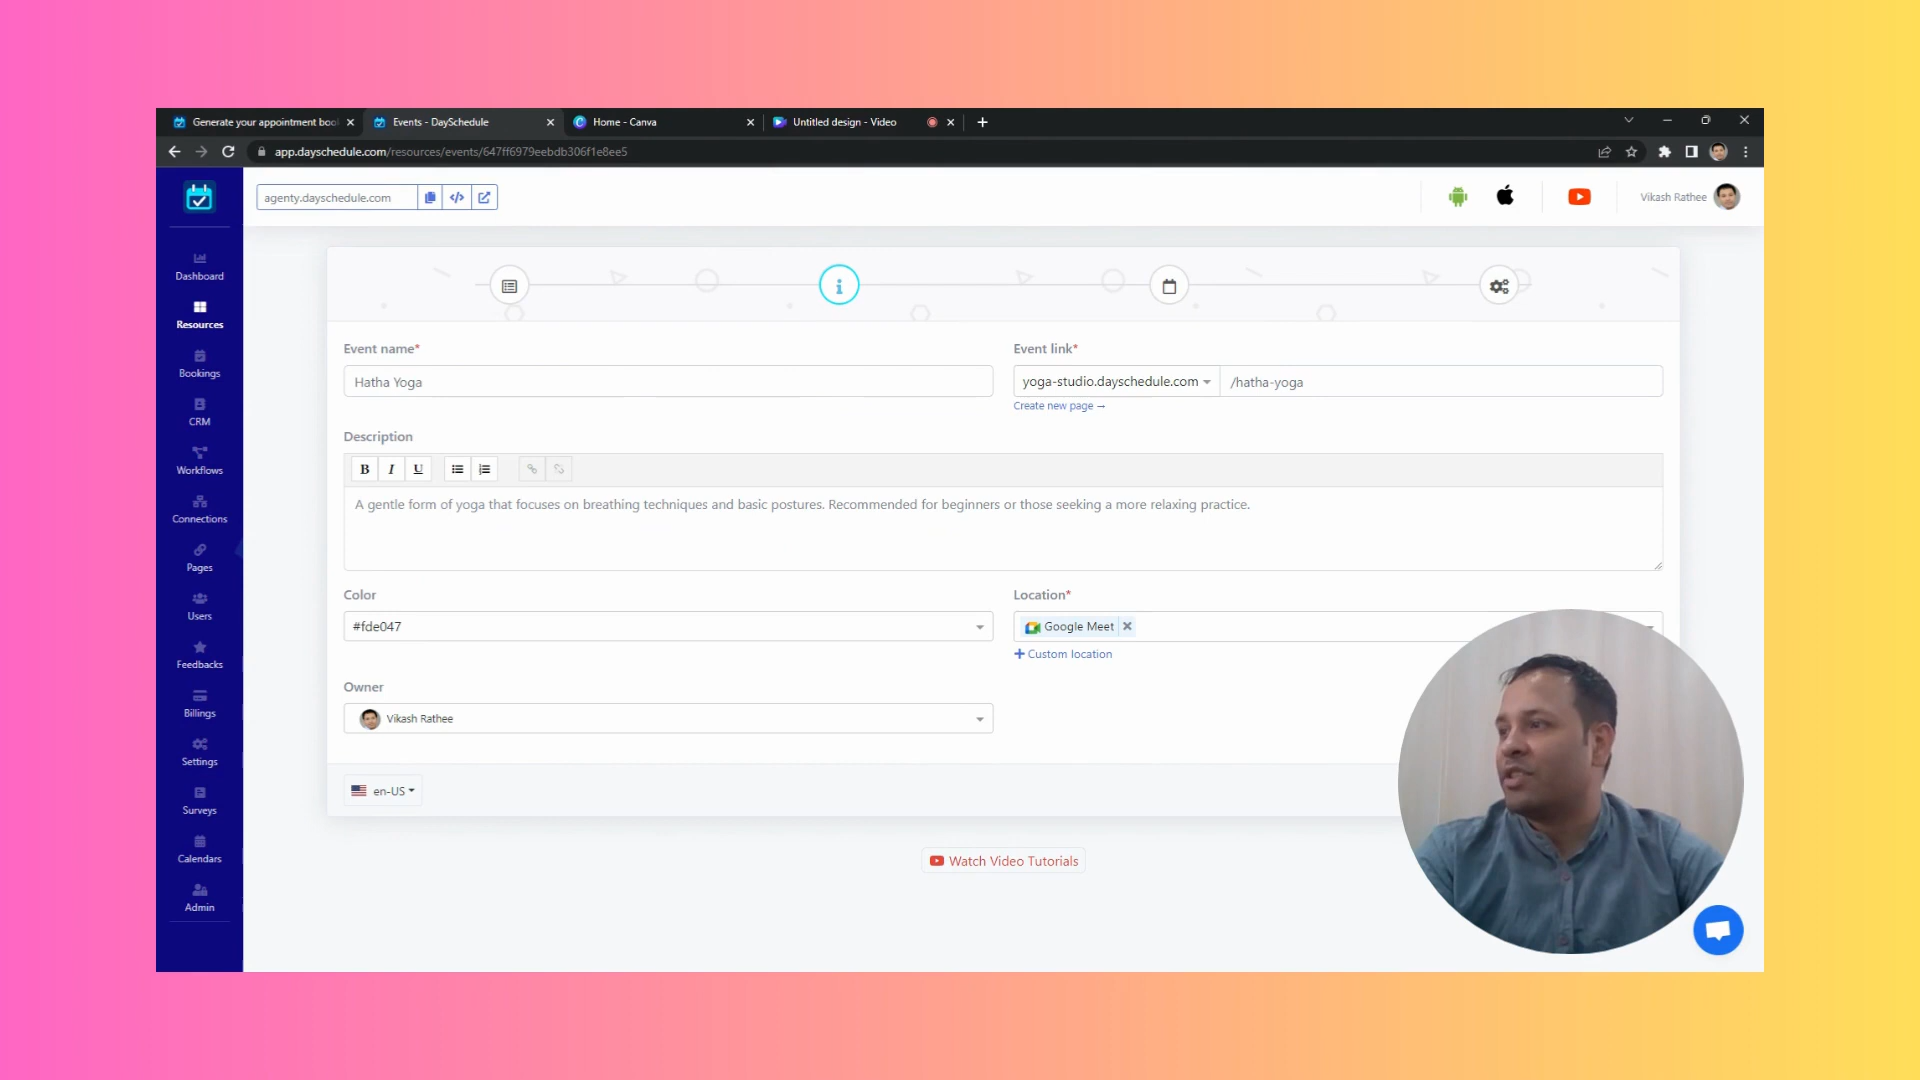 Generate your appointment boo
Events - DaySchedule
Home - Canva
Untitled design - Video
app.dayschedule.com/resources/events/647ff6979eebdb306f1e8ee5
agenty.dayschedule.com
Vikash Rathee
Dashboard
Resources
Bookings
CRM
Workflows
Connections
Pages
Users
Feedbacks
Billings
Settings
Surveys
Calendars
Admin
Event name*
Hatha Yoga
Event link*
yoga-studio.dayschedule.com
/hatha-yoga
Create new page →
Description
B I U
A gentle form of yoga that focuses on breathing techniques and basic postures. Recommended for beginners or those seeking a more relaxing practice.
Color
#fde047
Location*
Google Meet
+ Custom location
Owner
Vikash Rathee
en-US
Watch Video Tutorials